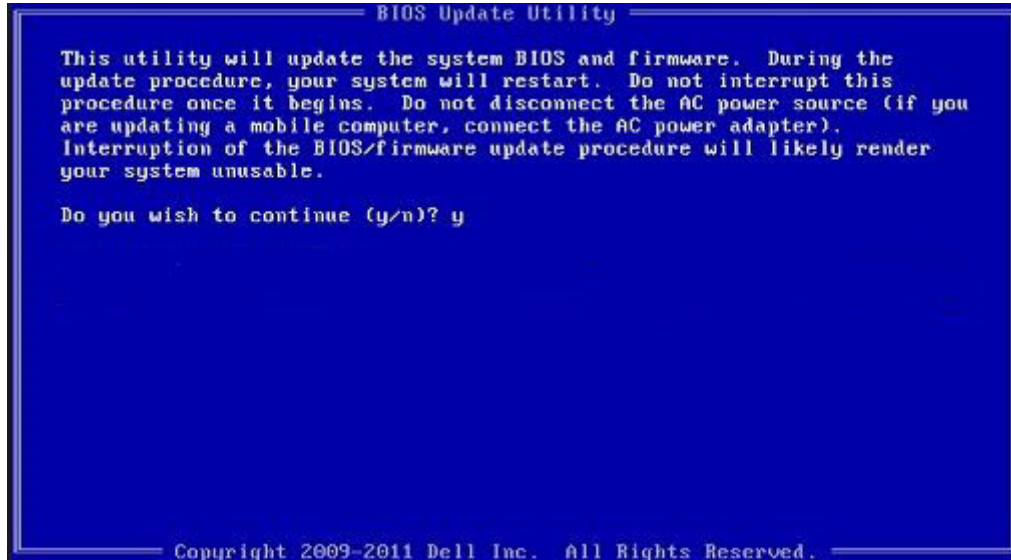 BIOS Update Utility
This utility will update the system BIOS and firmware. During the
update procedure, your system will restart. Do not interrupt this
procedure once it begins. Do not disconnect the AC power source (if you
are updating a mobile computer, connect the AC power adapter).
Interruption of the BIOS/firmware update procedure will likely render
your system unusable.
Do you wish to continue (y/n)? y
Copyright 2009-2011 Dell Inc. All Rights Reserved.